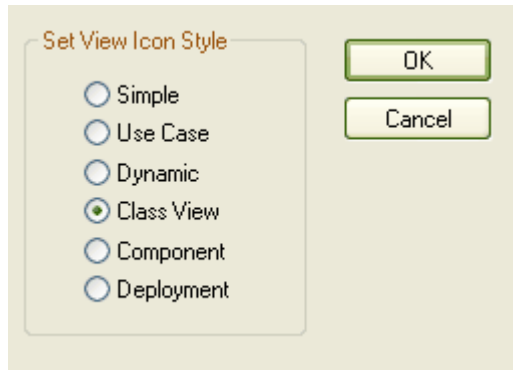 Set View Icon Style
Simple
Use Case
Dynamic
Class View
Component
Deployment
OK
Cancel